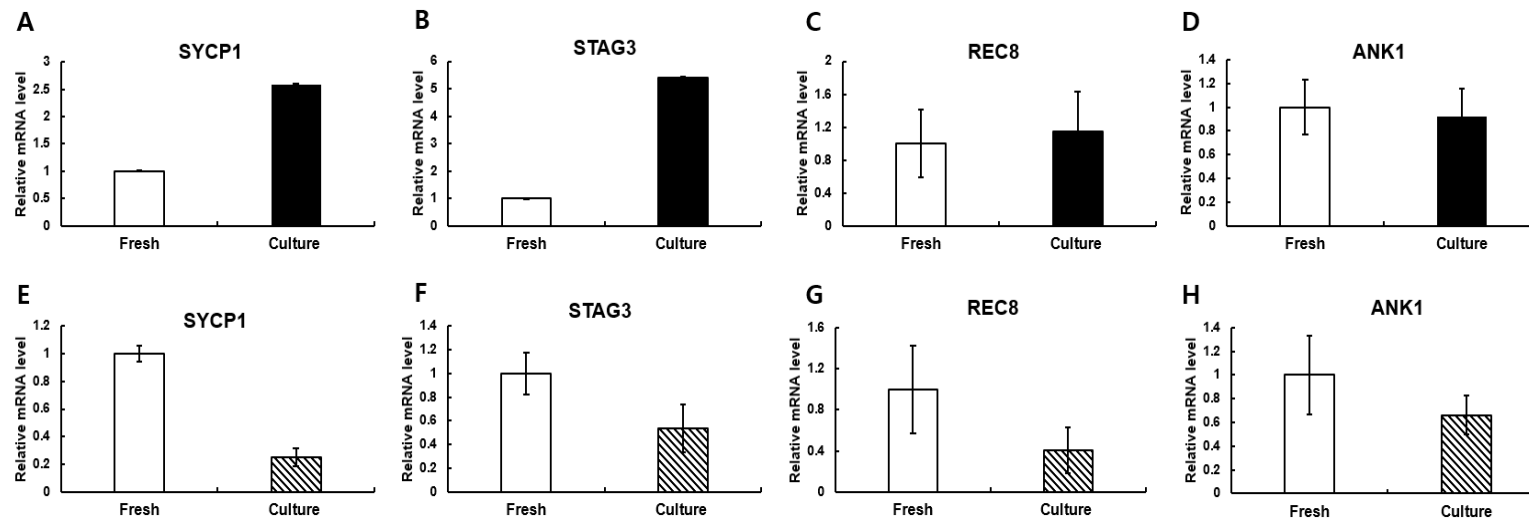 A
SYCP1
Relative mRNA level
3
2.5
2
1.5
1
0.5
0
Fresh Culture
B
STAG3
Relative mRNA level
6
5
4
3
2
1
0
Fresh Culture
C
REC8
Relative mRNA level
2
1.6
1.2
0.8
0.4
0
Fresh Culture
D
ANK1
Relative mRNA level
1.4
1.2
1
0.8
0.6
0.4
0.2
0
Fresh Culture
E
SYCP1
Relative mRNA level
1.2
1
0.8
0.6
0.4
0.2
0
Fresh Culture
F
STAG3
Relative mRNA level
1.4
1.2
1
0.8
0.6
0.4
0.2
0
Fresh Culture
G
REC8
Relative mRNA level
1.6
1.2
0.8
0.4
0
Fresh Culture
H
ANK1
Relative mRNA level
1.4
1.2
1
0.8
0.6
0.4
0.2
0
Fresh Culture